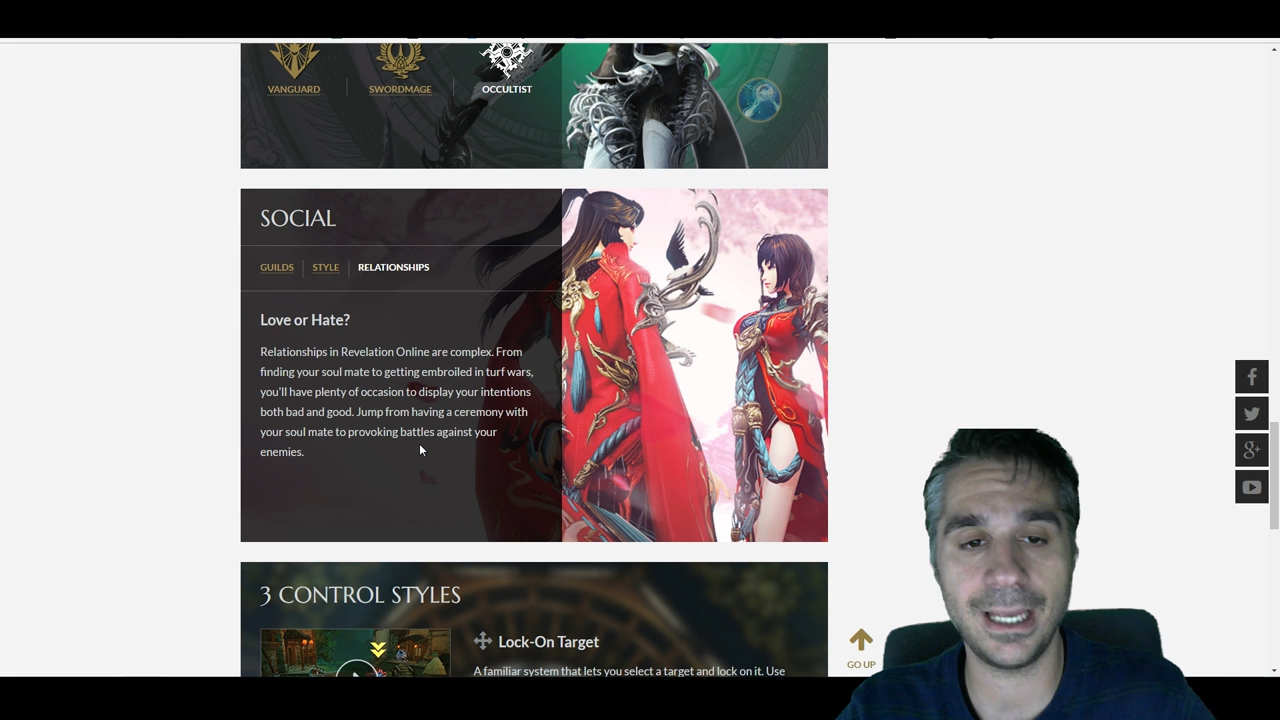 VANGUARD
SWORDMAGE
OCCULTIST
SOCIAL
GUILDS
STYLE
RELATIONSHIPS
Love or Hate?
Relationships in Revelation Online are complex. From
finding your soul mate to getting embroiled in turf wars,
you'll have plenty of occasion to display your intentions
both bad and good. Jump from having a ceremony with
your soul mate to provoking battles against your
enemies.
3 CONTROL STYLES
Lock-On Target
A familiar system that lets you select a target and lock on it. Use
GO UP